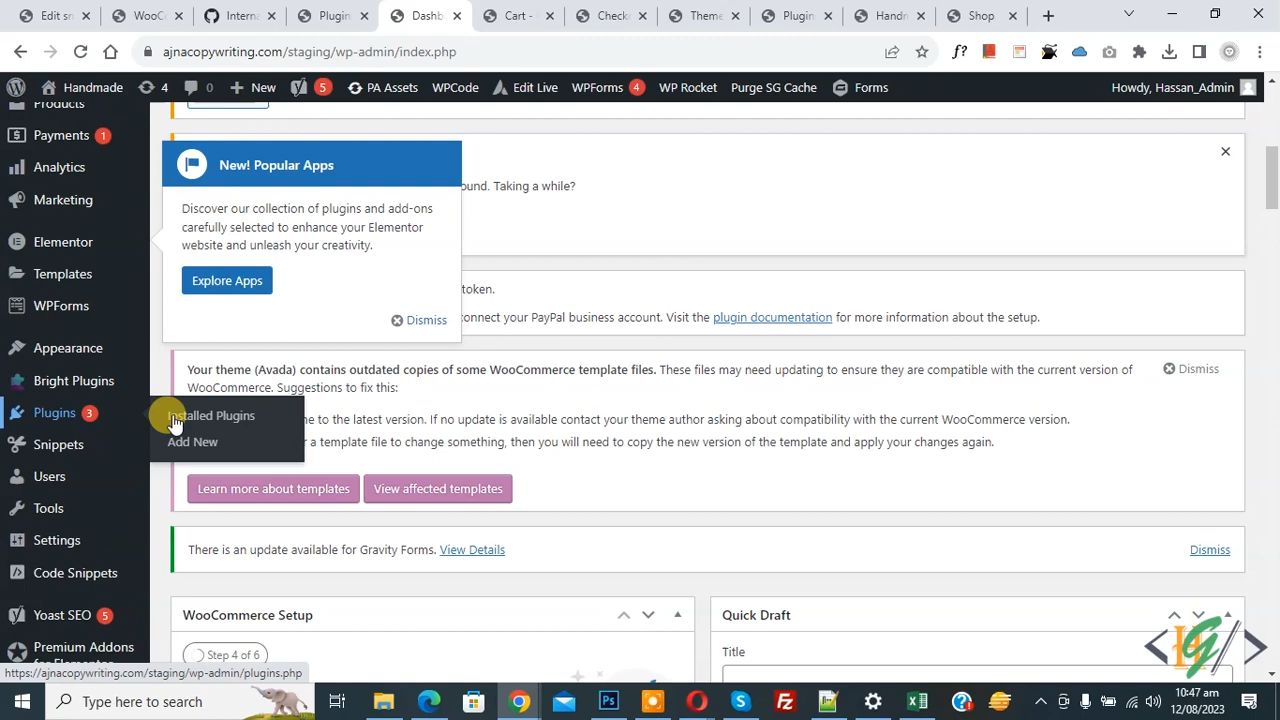 Edit sn
WooCo
Intern
Plugin
Dashb
Cart -
Check
Theme
Plugin
Handm
Shop
ajnacopywriting.com/staging/wp-admin/index.php
f?
Handmade
4
0
New
5
PA Assets
WPCode
Edit Live
WPForms 4
WP Rocket
Purge SG Cache
Forms
Howdy, Hassan_Admin
Products
Payments 1
Analytics
Marketing
Elementor
Templates
WPForms
Appearance
Bright Plugins
Plugins 3
Snippets
Users
Tools
Settings
Code Snippets
Yoast SEO 5
Premium Addons
for Elementor
Installed Plugins
Add New
New! Popular Apps
Discover our collection of plugins and add-ons
carefully selected to enhance your Elementor
website and unleash your creativity.
Explore Apps
Dismiss
ound. Taking a while?
token.
connect your PayPal business account. Visit the plugin documentation for more information about the setup.
Your theme (Avada) contains outdated copies of some WooCommerce template files. These files may need updating to ensure they are compatible with the current version of
WooCommerce. Suggestions to fix this:
Dismiss
me to the latest version. If no update is available contact your theme author asking about compatibility with the current WooCommerce version.
r a template file to change something, then you will need to copy the new version of the template and apply your changes again.
Learn more about templates
View affected templates
There is an update available for Gravity Forms. View Details
Dismiss
WooCommerce Setup
Step 4 of 6
Quick Draft
Title
https://ajnacopywriting.com/staging/wp-admin/plugins.php
Type here to search
10:47 am
12/08/2023